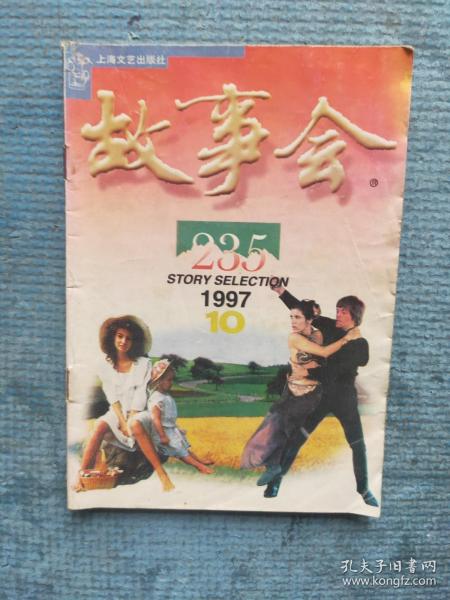 上海文艺出版社
故事会
®
235
STORY SELECTION
1997
10
孔夫子旧书网
www.kongfz.com